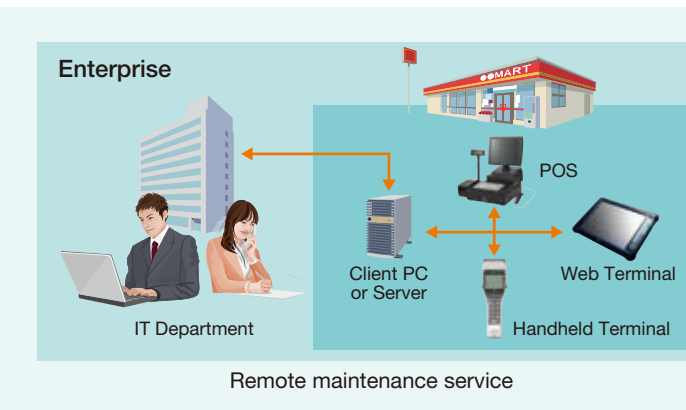 Enterprise
MART
POS
Client PC
or Server
Web Terminal
IT Department
Handheld Terminal
Remote maintenance service